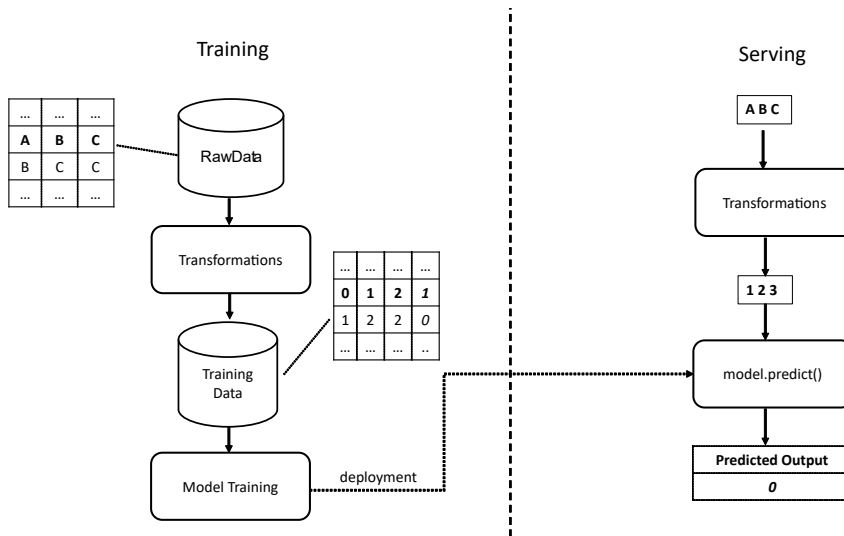 Training
… … …
A B C
B C C
… … …
RawData
Transformations
… … … …
0 1 2 1
1 2 2 0
… … … ..
Training
Data
Model Training
deployment
Serving
A B C
Transformations
1 2 3
model.predict()
Predicted Output
0